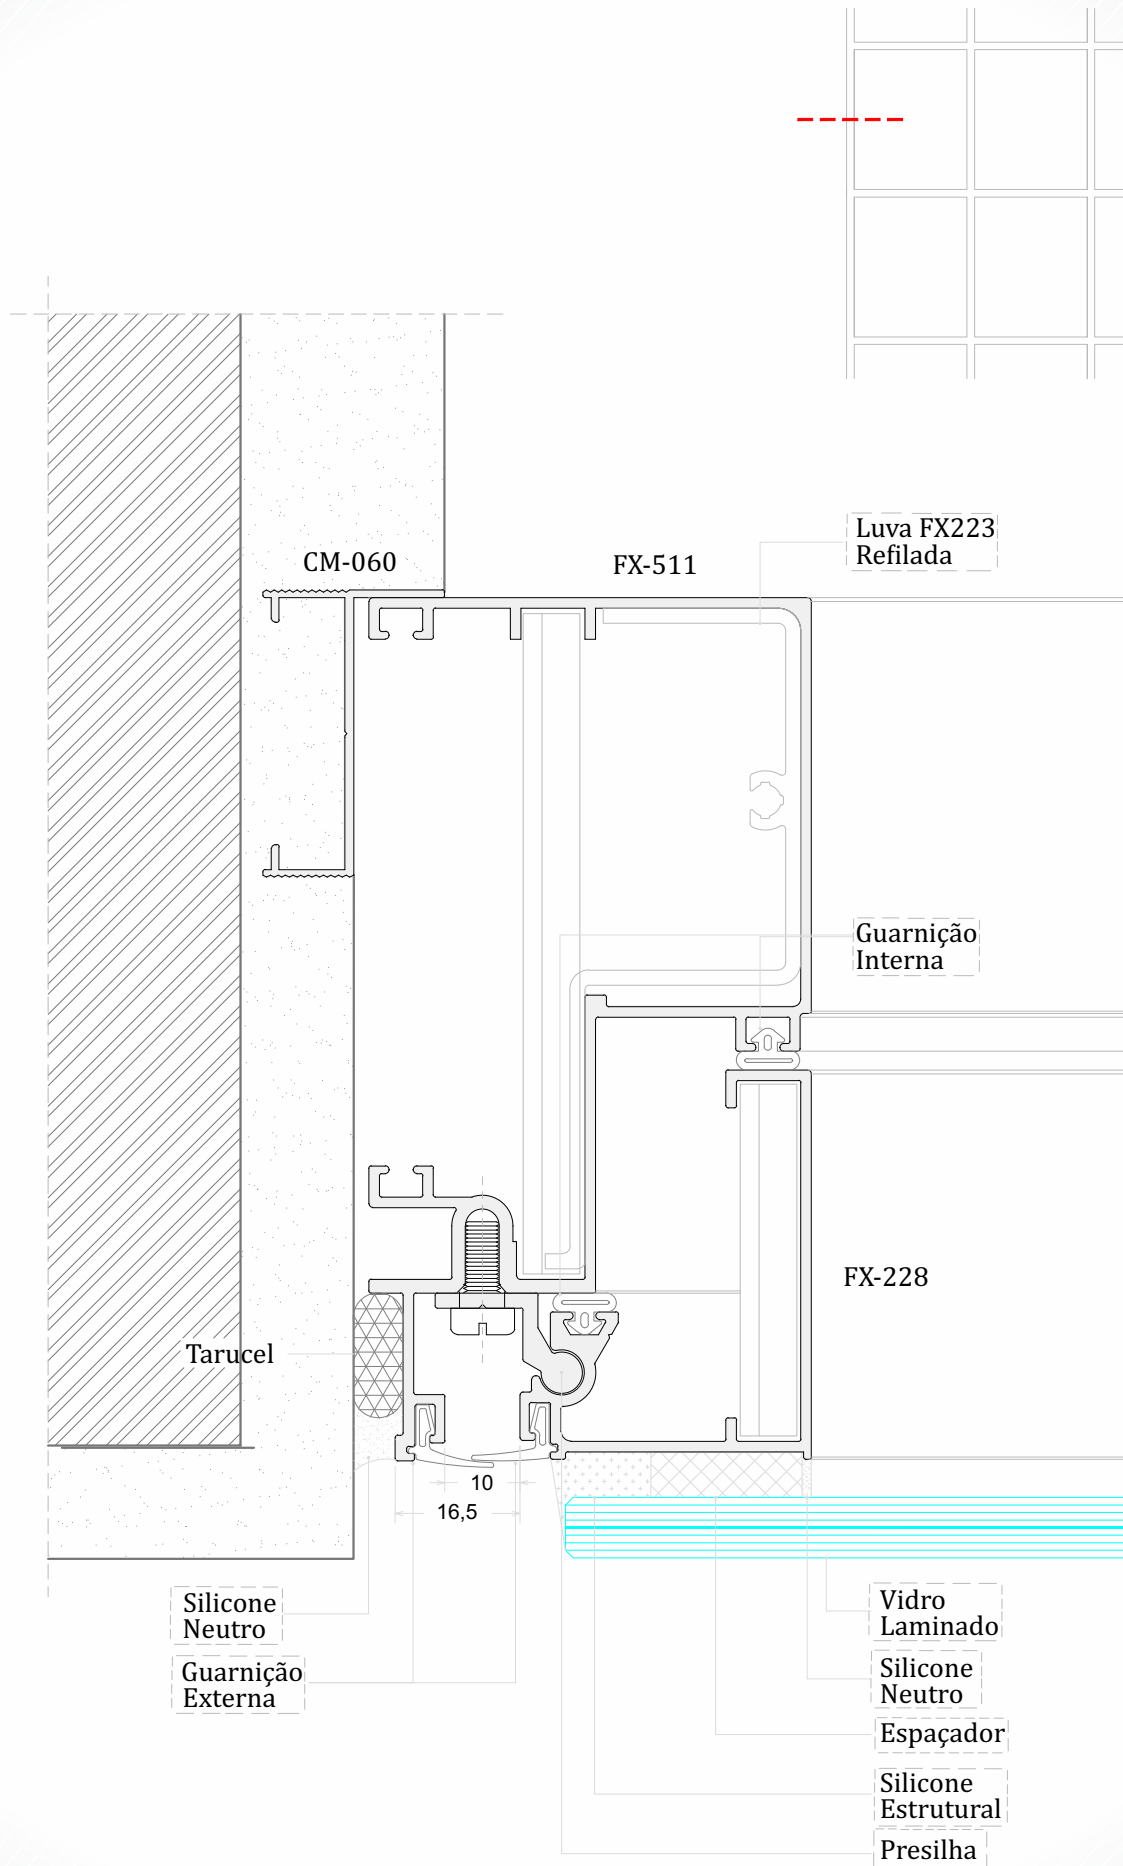 Luva FX223
Refilada
CM-060
FX-511
Guarnição
Interna
FX-228
Tarucel
10
16,5
Silicone
Neutro
Guarnição
Externa
Vidro
Laminado
Silicone
Neutro
Espaçador
Silicone
Estrutural
Presilha